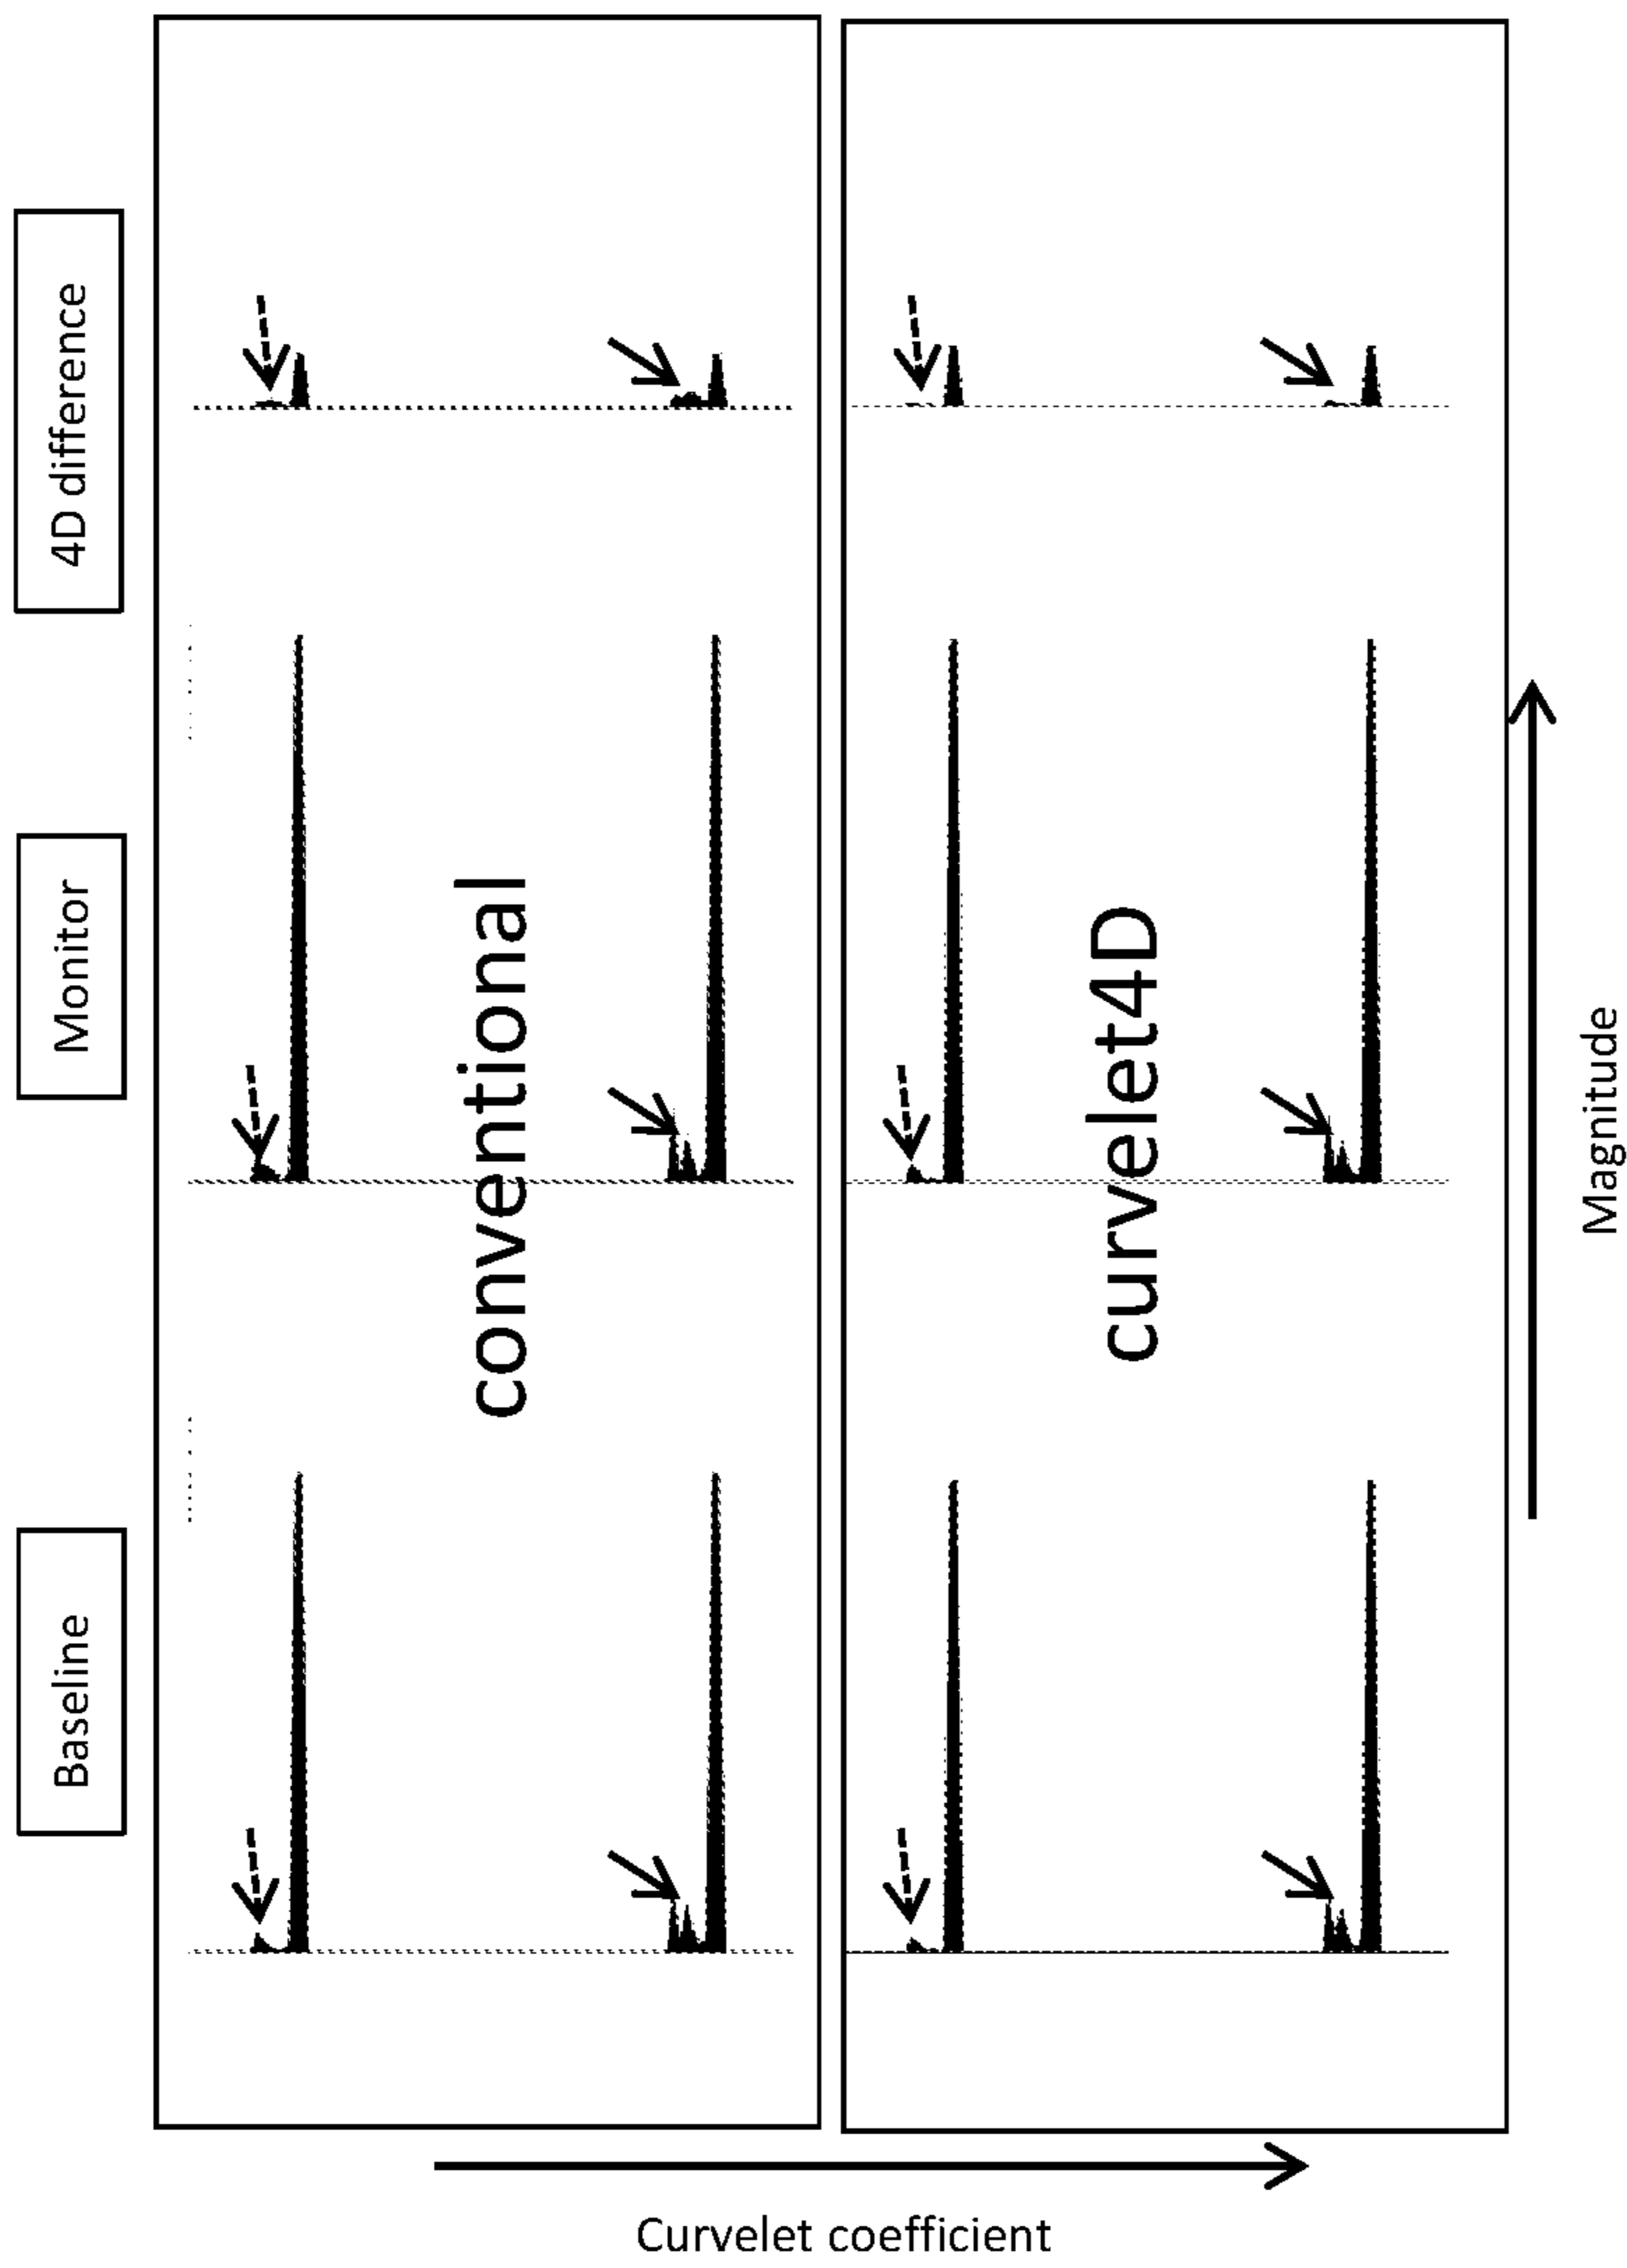 4D difference
Monitor
Baseline
conventional
curvelet4D
Magnitude
Curvelet coefficient